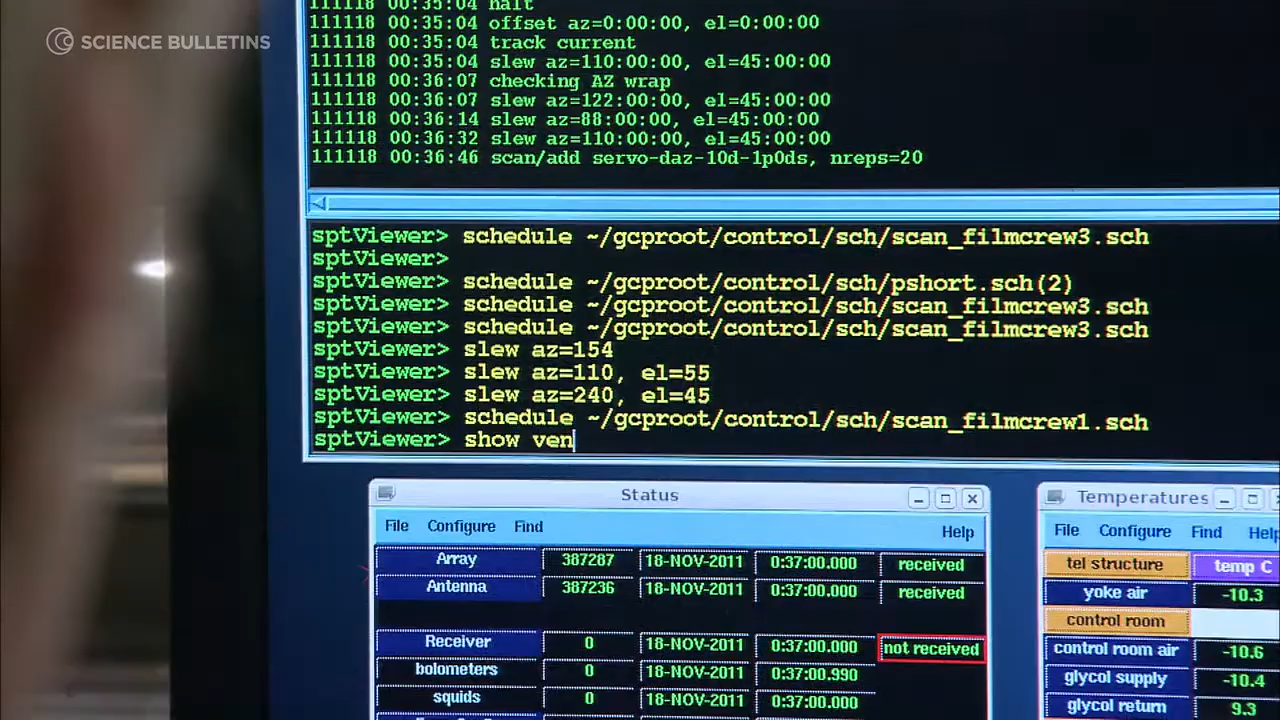 SCIENCE BULLETINS
111118 00:35:04 halt
111118 00:35:04 offset az=0:00:00, el=0:00:00
111118 00:35:04 track current
111118 00:35:04 slew az=110:00:00, el=45:00:00
111118 00:36:07 checking AZ wrap
111118 00:36:07 slew az=122:00:00, el=45:00:00
111118 00:36:14 slew az=88:00:00, el=45:00:00
111118 00:36:32 slew az=110:00:00, el=45:00:00
111118 00:36:46 scan/add servo-daz-10d-1p0ds, nreps=20
sptViewer> schedule ~/gcproot/control/sch/scan_filmcrew3.sch
sptViewer>
sptViewer> schedule ~/gcproot/control/sch/pshort.sch(2)
sptViewer> schedule ~/gcproot/control/sch/scan_filmcrew3.sch
sptViewer> schedule ~/gcproot/control/sch/scan_filmcrew3.sch
sptViewer> slew az=154
sptViewer> slew az=110, el=55
sptViewer> slew az=240, el=45
sptViewer> schedule ~/gcproot/control/sch/scan_filmcrew1.sch
sptViewer> show ven
Status
File Configure Find Help
Array 387287 18-NOV-2011 0:37:00.000 received
Antenna 387236 18-NOV-2011 0:37:00.000 received
Receiver 0 18-NOV-2011 0:37:00.000 not received
bolometers 0 18-NOV-2011 0:37:00.990
squids 0 18-NOV-2011 0:37:00.000
Temperatures
File Configure Find Help
tel structure temp C
yoke air -10.3
control room
control room air -10.6
glycol supply -10.4
glycol return 9.3